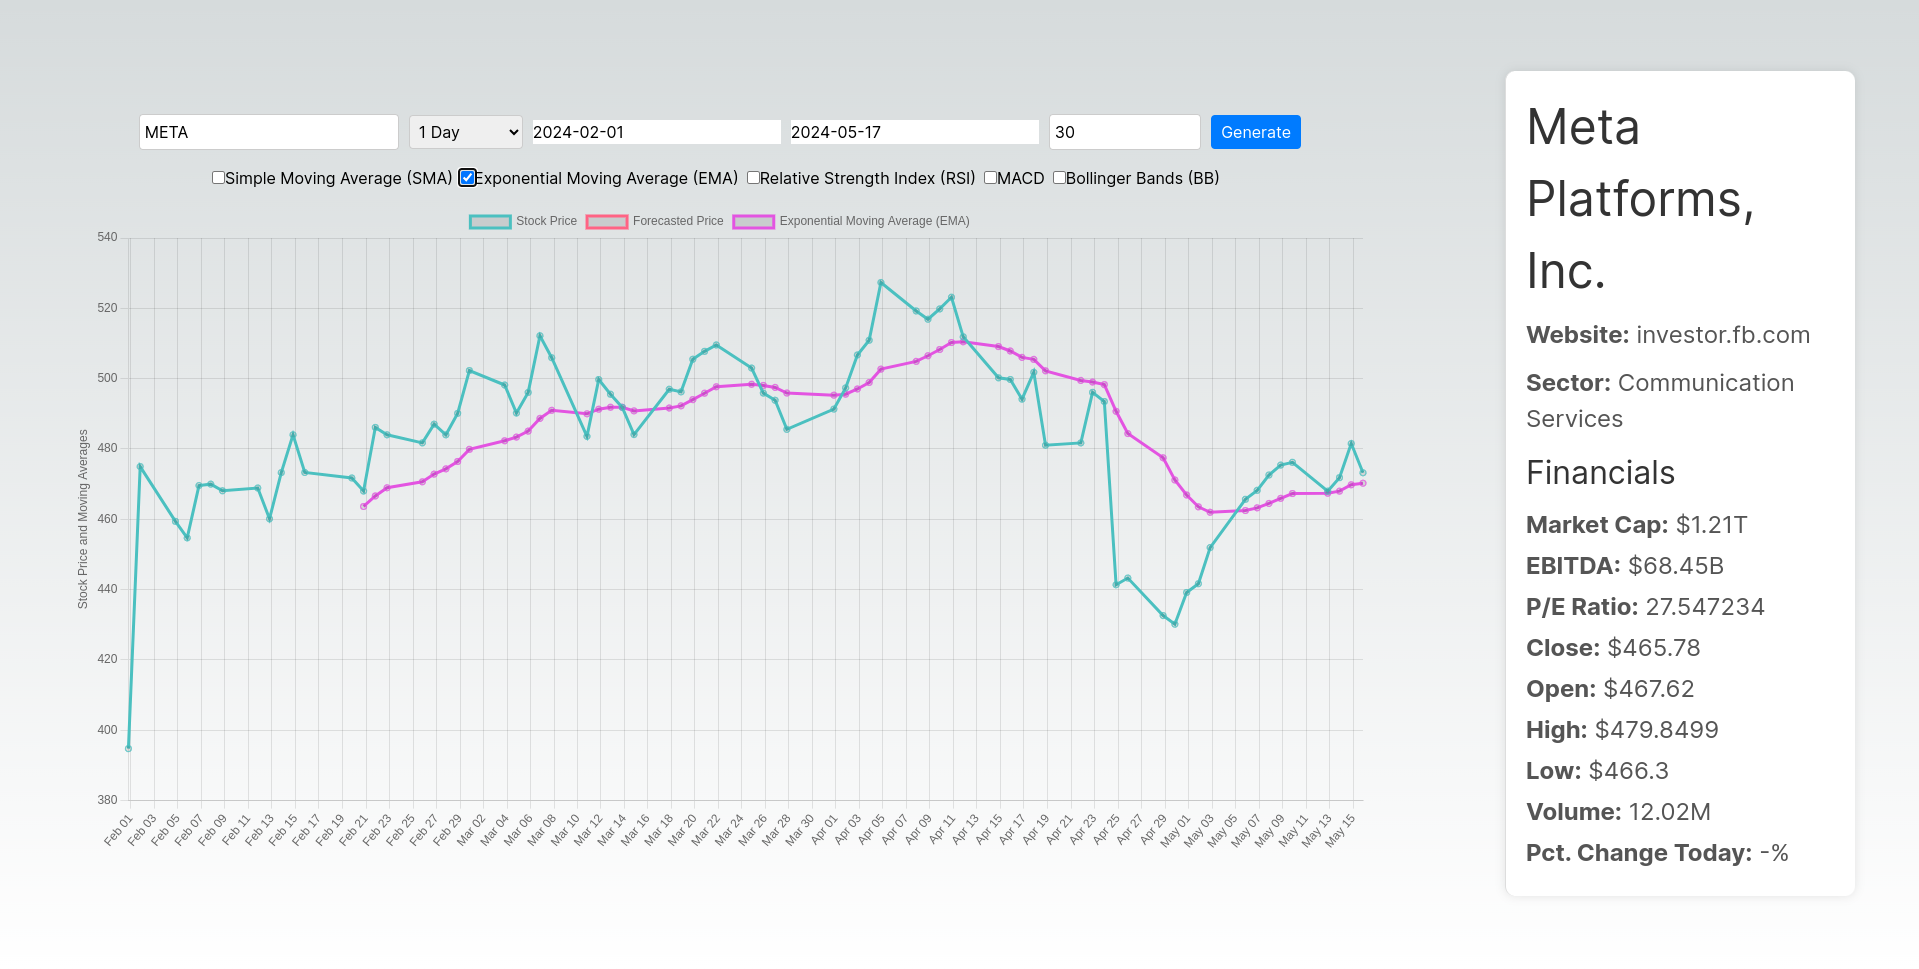 META 1 Day 2024-02-01 2024-05-17 30 Generate
Simple Moving Average (SMA) Exponential Moving Average (EMA) Relative Strength Index (RSI) MACD Bollinger Bands (BB)
Stock Price Forecasted Price Exponential Moving Average (EMA)
Stock Price and Moving Averages
540
520
500
480
460
440
420
400
380
Feb 01 Feb 03 Feb 05 Feb 07 Feb 09 Feb 11 Feb 13 Feb 15 Feb 17 Feb 19 Feb 21 Feb 23 Feb 25 Feb 27 Feb 29 Mar 02 Mar 04 Mar 06 Mar 08 Mar 10 Mar 12 Mar 14 Mar 16 Mar 18 Mar 20 Mar 22 Mar 24 Mar 26 Mar 28 Mar 30 Apr 01 Apr 03 Apr 05 Apr 07 Apr 09 Apr 11 Apr 13 Apr 15 Apr 17 Apr 19 Apr 21 Apr 23 Apr 25 Apr 27 Apr 29 May 01 May 03 May 05 May 07 May 09 May 11 May 13 May 15
Meta
Platforms,
Inc.
Website: investor.fb.com
Sector: Communication
Services
Financials
Market Cap: $1.21T
EBITDA: $68.45B
P/E Ratio: 27.547234
Close: $465.78
Open: $467.62
High: $479.8499
Low: $466.3
Volume: 12.02M
Pct. Change Today: -%